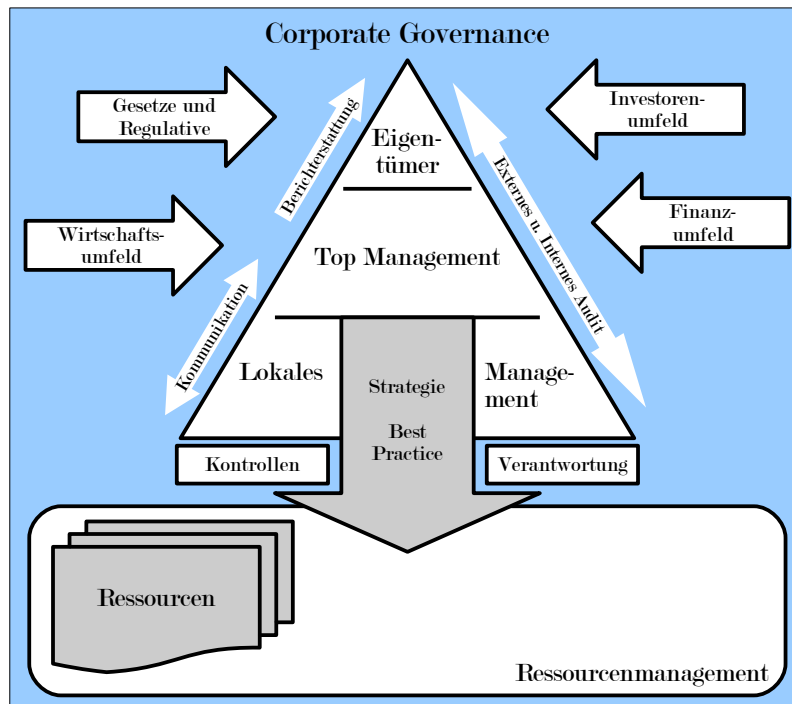 Corporate Governance
Gesetze und
Regulative
Investoren-
umfeld
Berichterstattung
Eigen-
tümer
Externes u. Internes Audit
Wirtschafts-
umfeld
Finanz-
umfeld
Top Management
Kommunikation
Lokales
Manage-
ment
Strategie
Best
Practice
Kontrollen
Verantwortung
Ressourcen
Ressourcenmanagement